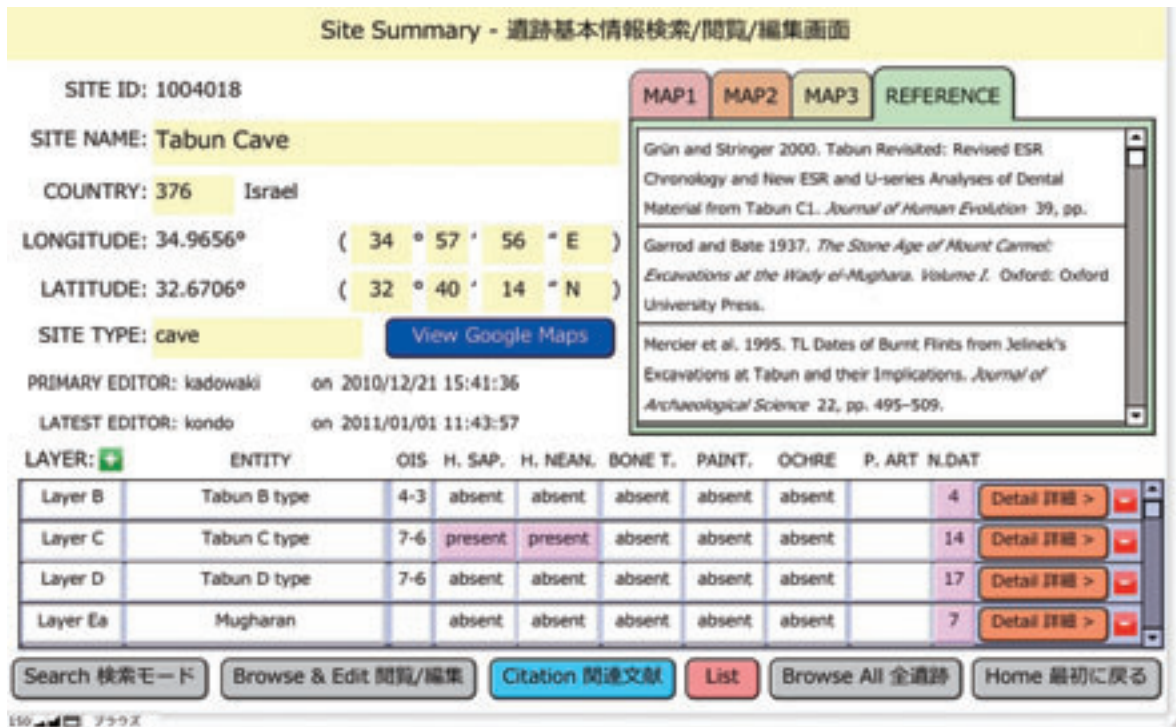 Site Summary - 遺跡基本情報検索/閲覧/編集画面
SITE ID: 1004018
SITE NAME: Tabun Cave
COUNTRY: 376 Israel
LONGITUDE: 34.9656° ( 34 ° 57 ' 56 " E )
LATITUDE: 32.6706° ( 32 ° 40 ' 14 " N )
SITE TYPE: cave View Google Maps
PRIMARY EDITOR: kadowaki on 2010/12/21 15:41:36
LATEST EDITOR: kondo on 2011/01/01 11:43:57
MAP1 MAP2 MAP3 REFERENCE
Grün and Stringer 2000. Tabun Revisited: Revised ESR
Chronology and New ESR and U-series Analyses of Dental
Material from Tabun C1. Journal of Human Evolution 39, pp.
Garrod and Bate 1937. The Stone Age of Mount Carmel:
Excavations at the Wady el-Mughara. Volume I. Oxford: Oxford
University Press.
Mercier et al. 1995. TL Dates of Burnt Flints from Jelinek's
Excavations at Tabun and their Implications. Journal of
Archaeological Science 22, pp. 495–509.
LAYER: + ENTITY OIS H. SAP. H. NEAN. BONE T. PAINT. OCHRE P. ART N.DAT
Layer B Tabun B type 4-3 absent absent absent absent absent 4 Detail 詳細 >
Layer C Tabun C type 7-6 present present absent absent absent 14 Detail 詳細 >
Layer D Tabun D type 7-6 absent absent absent absent absent 17 Detail 詳細 >
Layer Ea Mugharan absent absent absent absent absent 7 Detail 詳細 >
Search 検索モード Browse & Edit 閲覧/編集 Citation 関連文献 List Browse All 全遺跡 Home 最初に戻る
150 ブラウズ